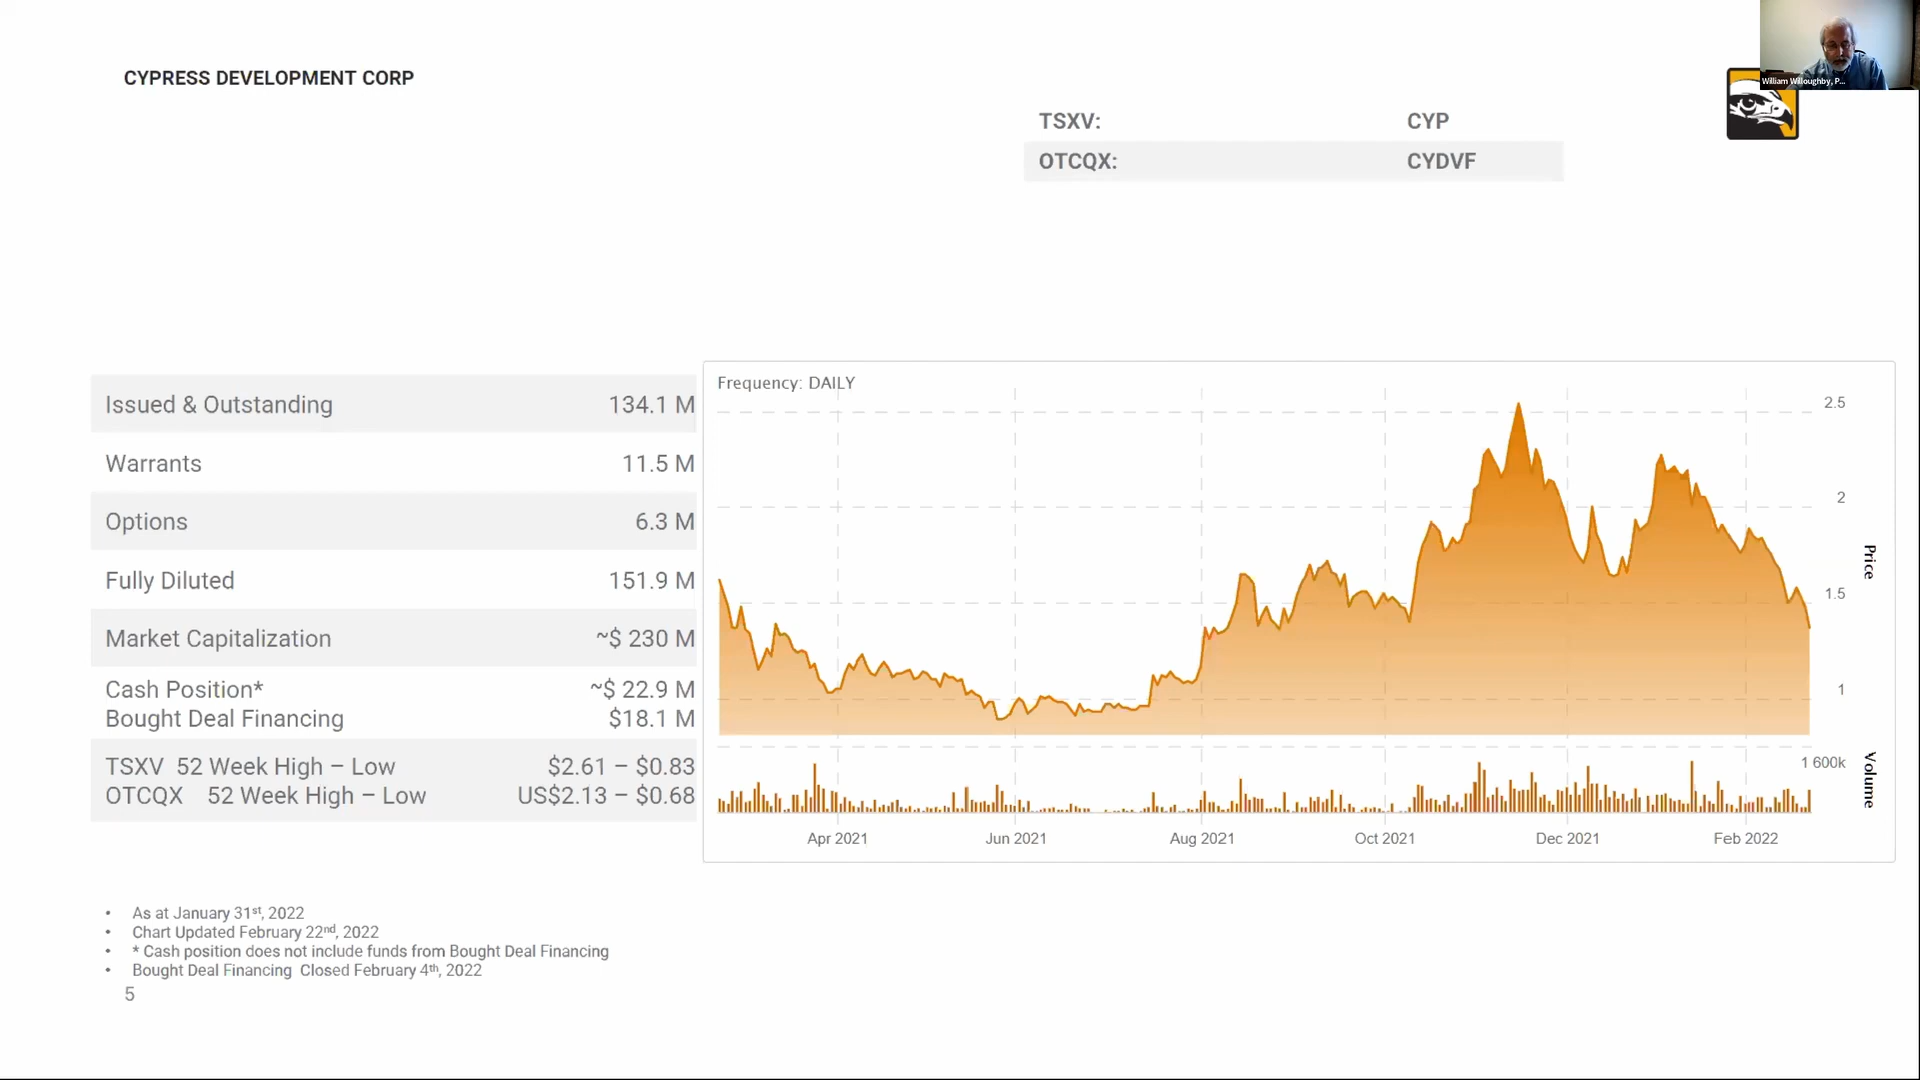 CYPRESS DEVELOPMENT CORP
William Willoughby, P...
TSXV: CYP
OTCQX: CYDVF
Issued & Outstanding 134.1 M
Warrants 11.5 M
Options 6.3 M
Fully Diluted 151.9 M
Market Capitalization ~$ 230 M
Cash Position* ~$ 22.9 M
Bought Deal Financing $18.1 M
TSXV 52 Week High – Low $2.61 – $0.83
OTCQX 52 Week High – Low US$2.13 – $0.68
Frequency: DAILY
2.5
2
1.5
1
Price
1 600k
Volume
Apr 2021 Jun 2021 Aug 2021 Oct 2021 Dec 2021 Feb 2022
• As at January 31st, 2022
• Chart Updated February 22nd, 2022
• * Cash position does not include funds from Bought Deal Financing
• Bought Deal Financing Closed February 4th, 2022
5